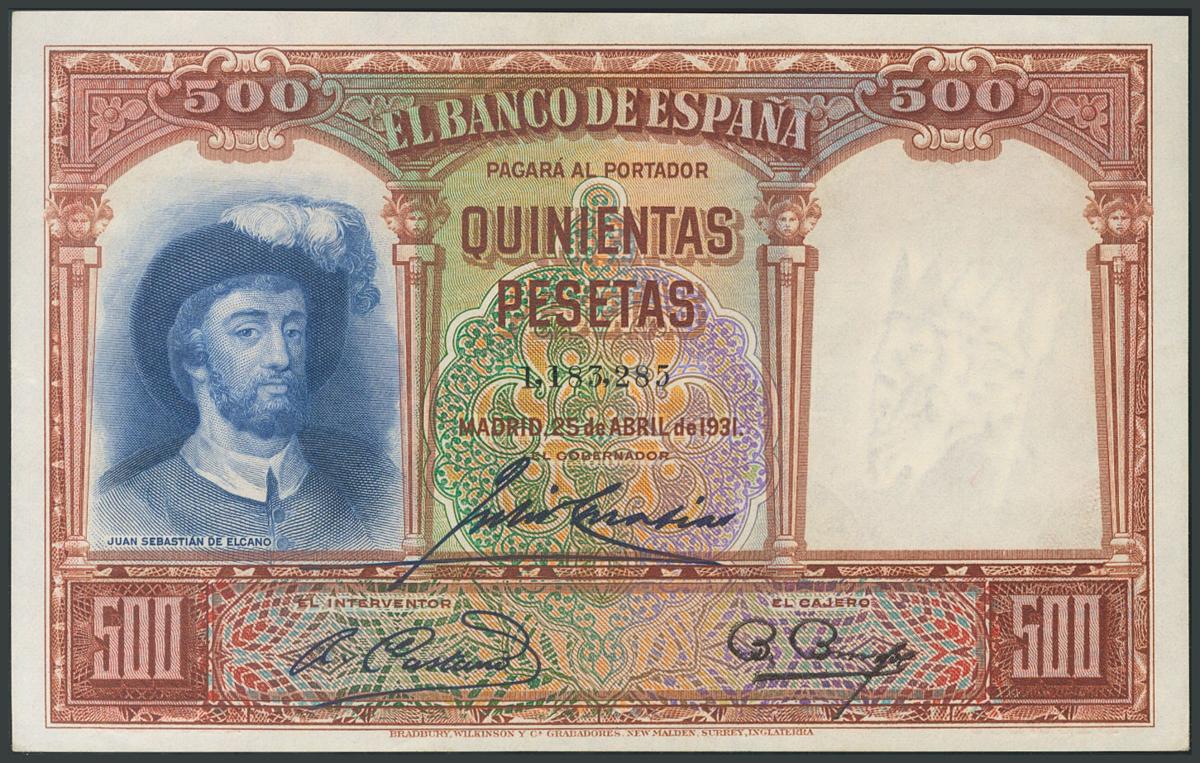 500
500
EL BANCO DE ESPAÑA
PAGARÁ AL PORTADOR
QUINIENTAS
PESETAS
1,183,285
MADRID, 25 de ABRIL de 1931.
EL GOBERNADOR
JUAN SEBASTIÁN DE ELCANO
EL INTERVENTOR
EL CAJERO
500
500
BRADBURY, WILKINSON Y Cª GRABADORES, NEW MALDEN, SURREY, INGLATERRA